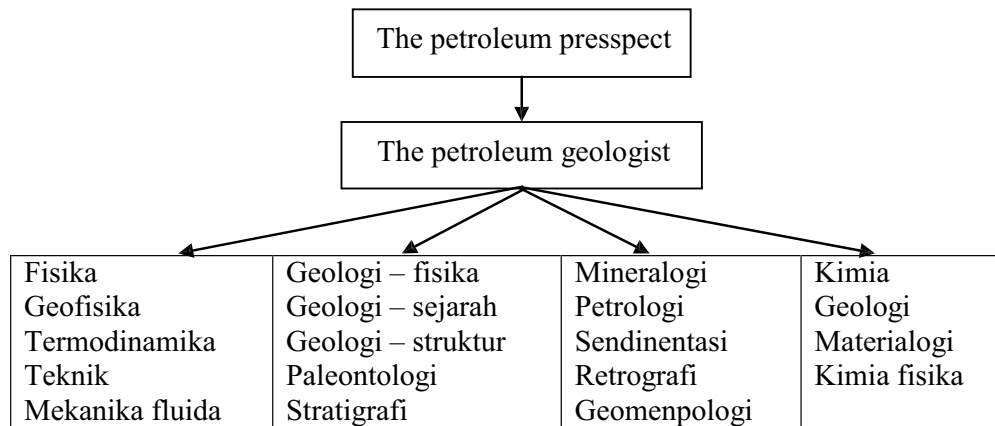 The petroleum presspect
The petroleum geologist
Fisika
Geofisika
Termodinamika
Teknik
Mekanika fluida
Geologi – fisika
Geologi – sejarah
Geologi – struktur
Paleontologi
Stratigrafi
Mineralogi
Petrologi
Sendinentasi
Retrografi
Geomenpologi
Kimia
Geologi
Materialogi
Kimia fisika